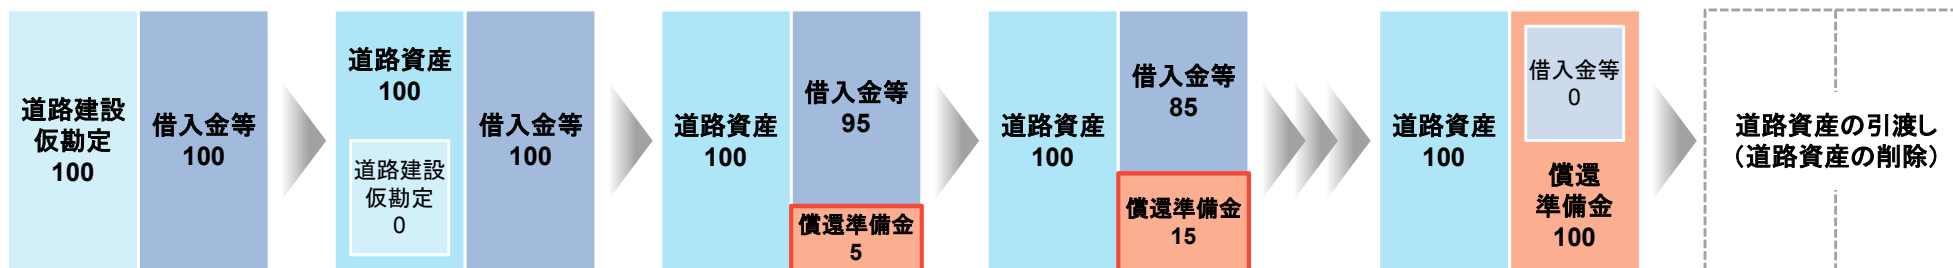 道路建設
仮勘定
100
借入金等
100
道路資産
100
道路建設
仮勘定
0
借入金等
100
道路資産
100
借入金等
95
償還準備金
5
道路資産
100
借入金等
85
償還準備金
15
道路資産
100
借入金等
0
償還
準備金
100
道路資産の引渡し
（道路資産の削除）